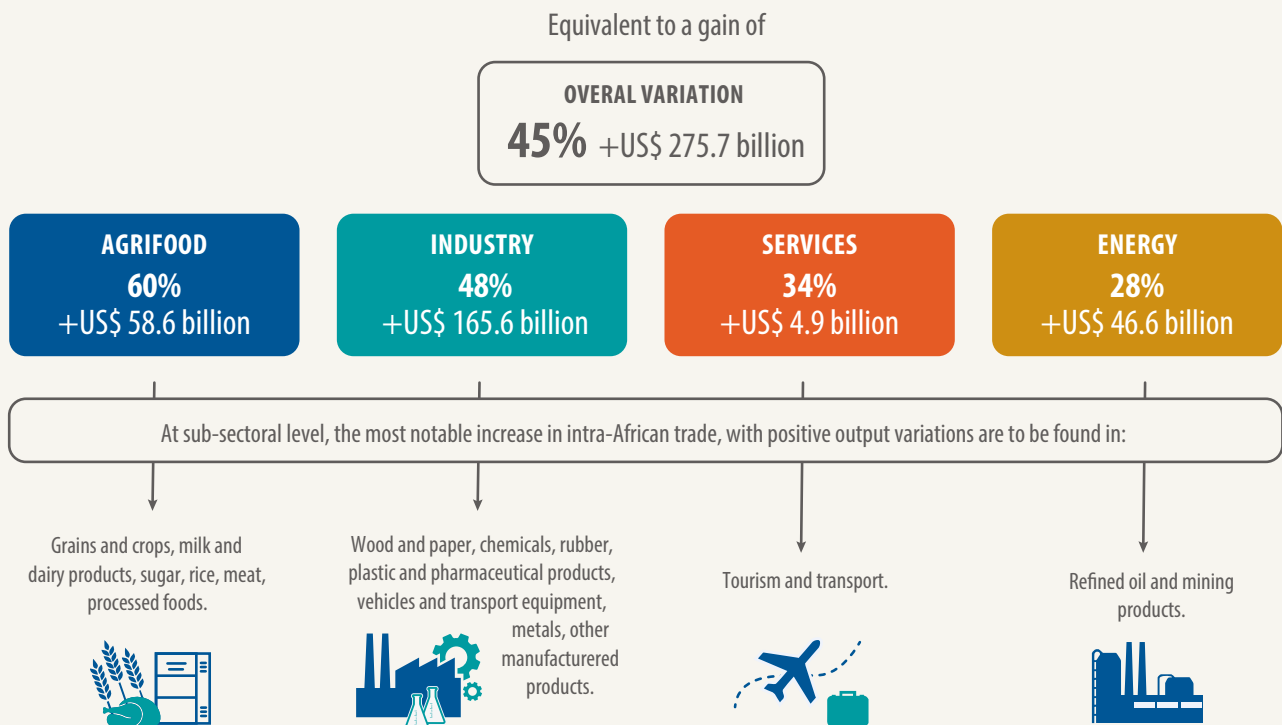 Equivalent to a gain of
OVERAL VARIATION
45% +US$ 275.7 billion
AGRIFOOD
60%
+US$ 58.6 billion
INDUSTRY
48%
+US$ 165.6 billion
SERVICES
34%
+US$ 4.9 billion
ENERGY
28%
+US$ 46.6 billion
At sub-sectoral level, the most notable increase in intra-African trade, with positive output variations are to be found in:
Grains and crops, milk and
dairy products, sugar, rice, meat,
processed foods.
Wood and paper, chemicals, rubber,
plastic and pharmaceutical products,
vehicles and transport equipment,
metals, other
manufacturered
products.
Tourism and transport.
Refined oil and mining
products.